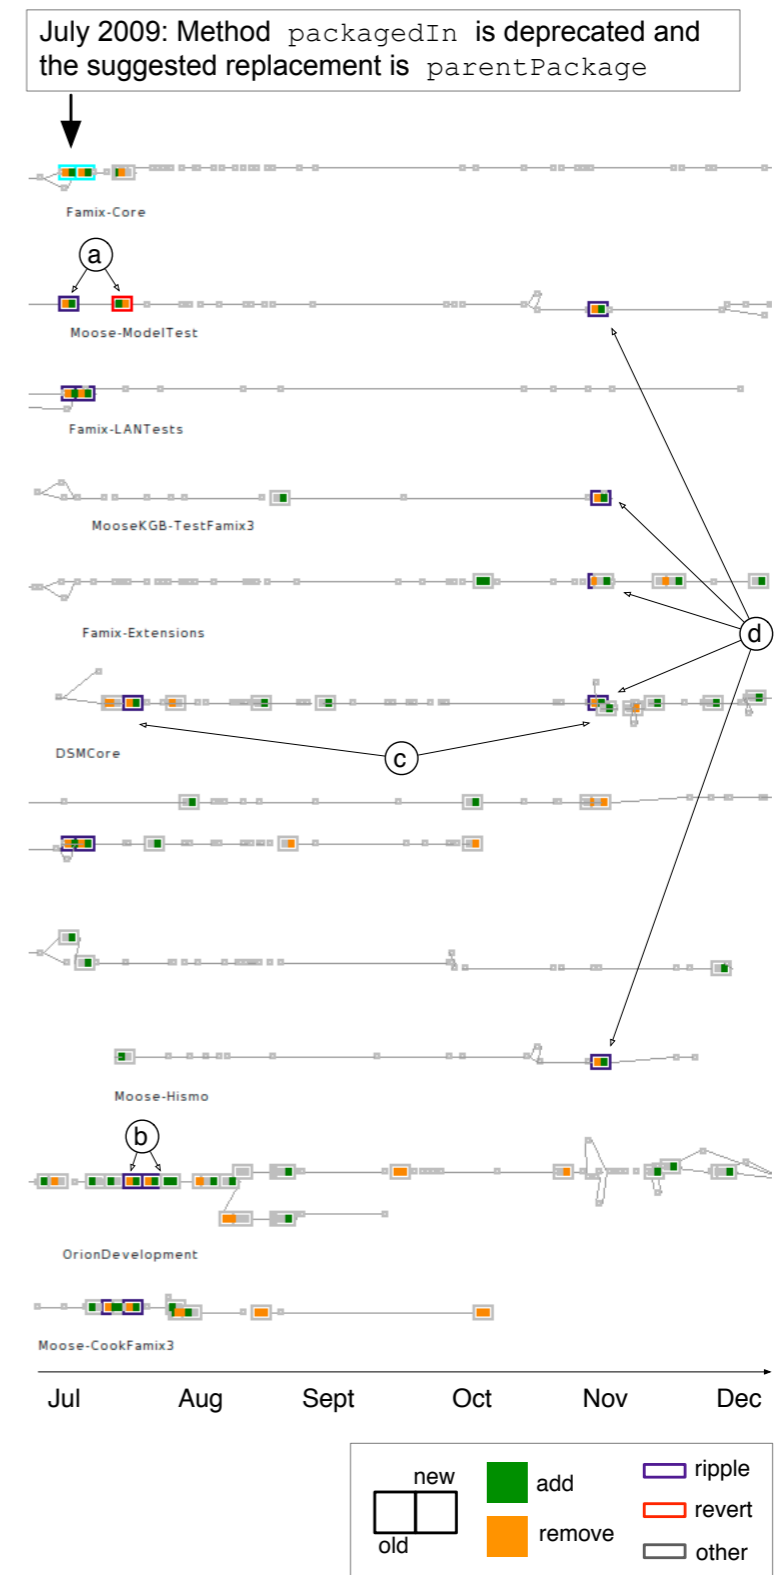 July 2009: Method packagedIn is deprecated and
the suggested replacement is parentPackage
Famix-Core
a
Moose-ModelTest
Famix-LANTests
MooseKGB-TestFamix3
Famix-Extensions
d
DSMCore
c
Moose-Hismo
b
OrionDevelopment
Moose-CookFamix3
Jul Aug Sept Oct Nov Dec
new
old
add
remove
ripple
revert
other